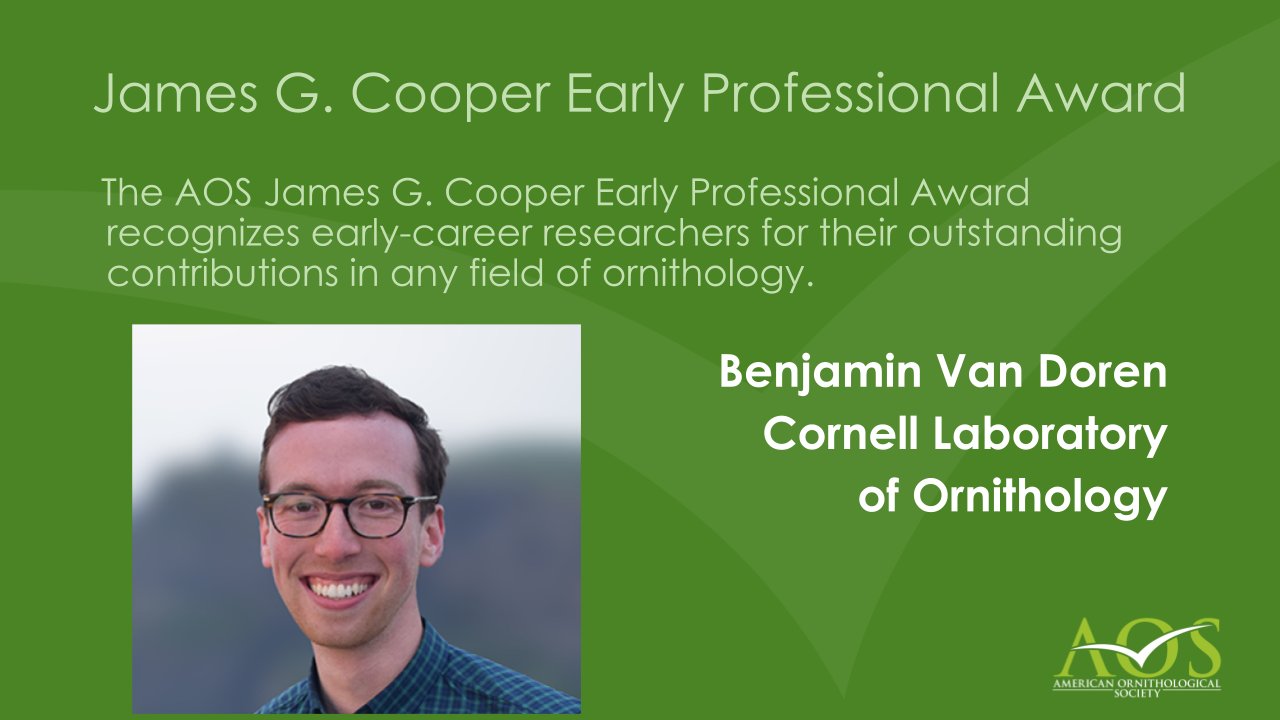 James G. Cooper Early Professional Award
The AOS James G. Cooper Early Professional Award
recognizes early-career researchers for their outstanding
contributions in any field of ornithology.
Benjamin Van Doren
Cornell Laboratory
of Ornithology
AOS
AMERICAN ORNITHOLOGICAL
SOCIETY